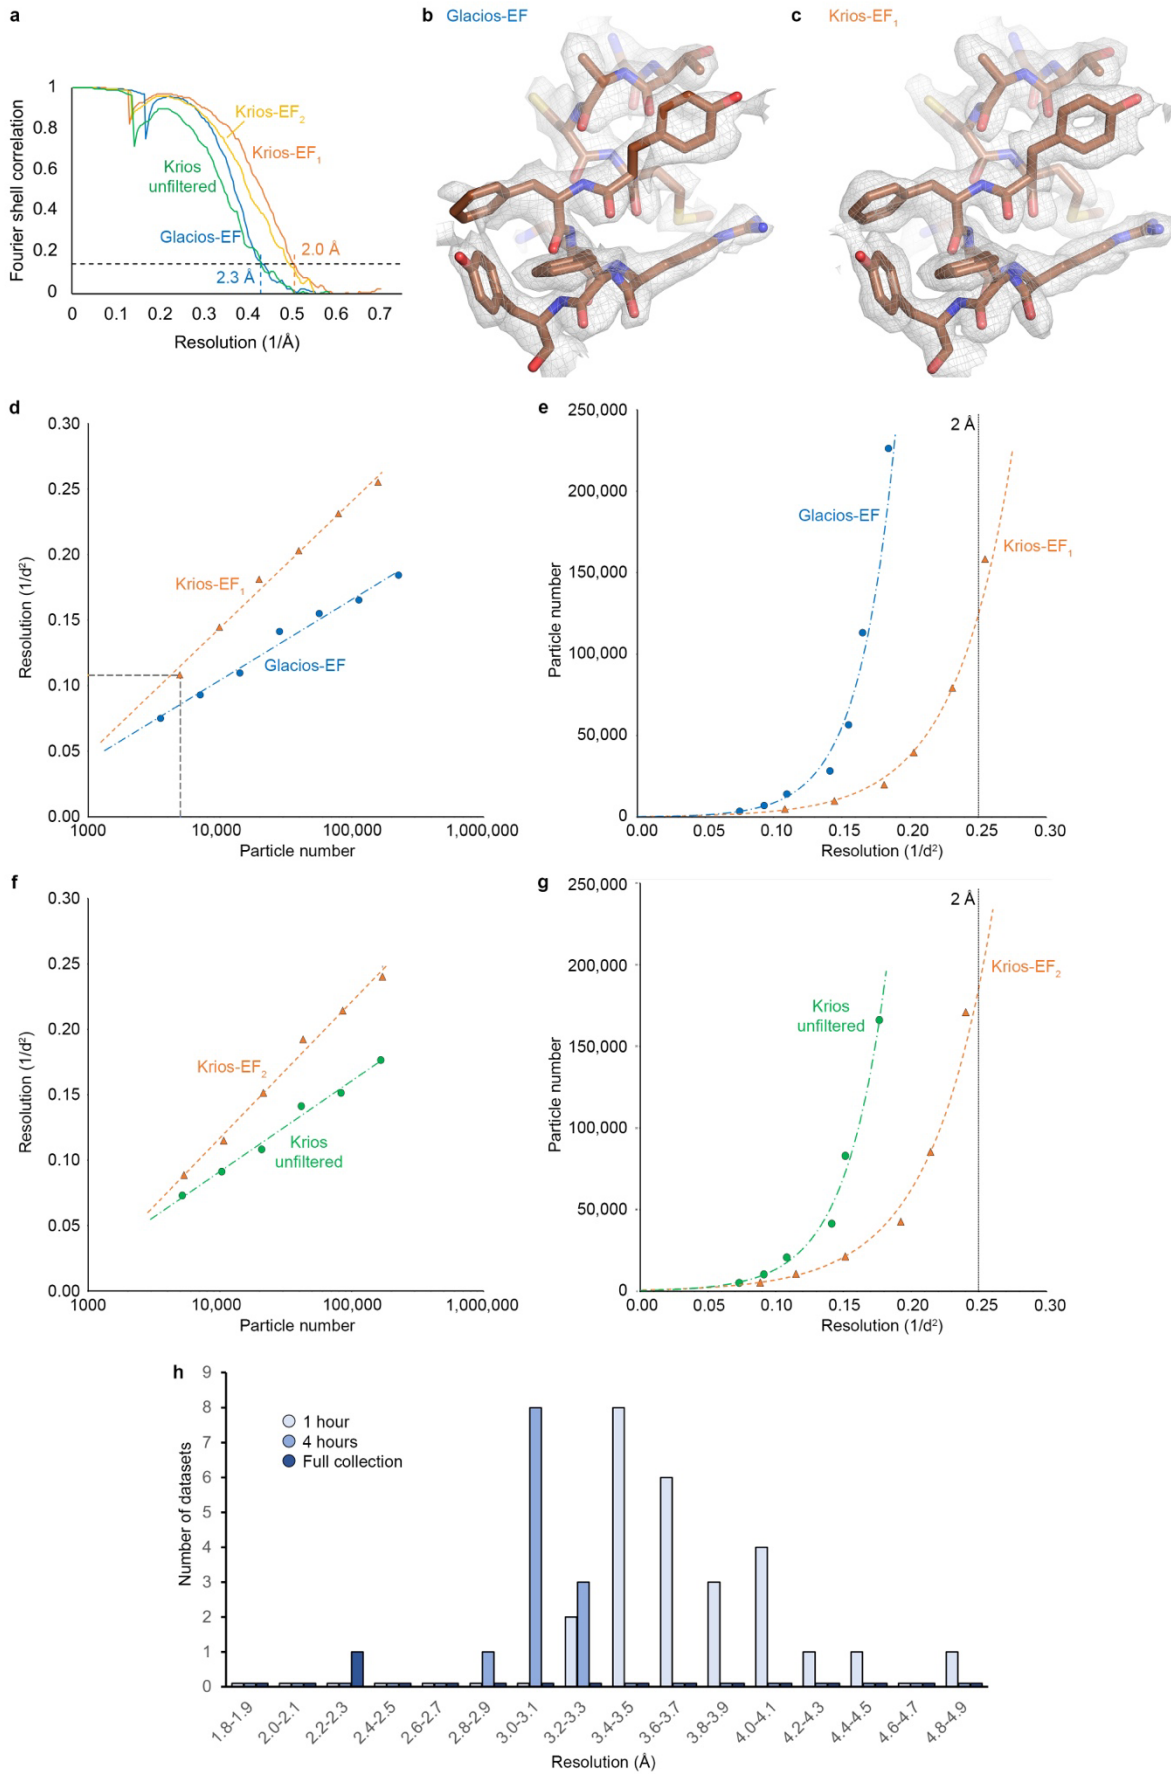 a
1
0.8
0.6
0.4
0.2
0
0
0.1
0.2
0.3
0.4
0.5
0.6
0.7
Fourier shell correlation
Resolution (1/Å)
Krios-EF2
Krios-EF1
Krios
unfiltered
Glacios-EF
2.0 Å
2.3 Å
b Glacios-EF
c Krios-EF1
d
0.30
0.25
0.20
0.15
0.10
0.05
0.00
1000
10,000
100,000
1,000,000
Resolution (1/d²)
Particle number
Krios-EF1
Glacios-EF
e
250,000
200,000
150,000
100,000
50,000
0
0.00
0.05
0.10
0.15
0.20
0.25
0.30
Particle number
Resolution (1/d²)
2 Å
Glacios-EF
Krios-EF1
f
0.30
0.25
0.20
0.15
0.10
0.05
0.00
1000
10,000
100,000
1,000,000
Resolution (1/d²)
Particle number
Krios-EF2
Krios
unfiltered
g
250,000
200,000
150,000
100,000
50,000
0
0.00
0.05
0.10
0.15
0.20
0.25
0.30
Particle number
Resolution (1/d²)
2 Å
Krios
unfiltered
Krios-EF2
h
9
8
7
6
5
4
3
2
1
0
Number of datasets
1 hour
4 hours
Full collection
1.8-1.9
2.0-2.1
2.2-2.3
2.4-2.5
2.6-2.7
2.8-2.9
3.0-3.1
3.2-3.3
3.4-3.5
3.6-3.7
3.8-3.9
4.0-4.1
4.2-4.3
4.4-4.5
4.6-4.7
4.8-4.9
Resolution (Å)